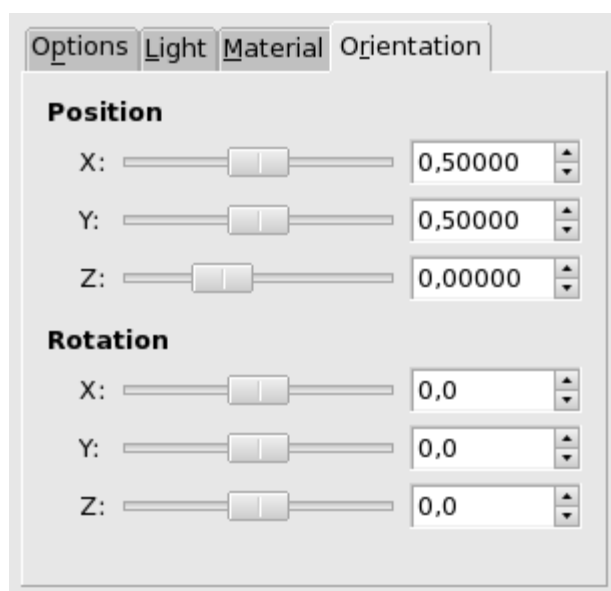 Options Light Material Orientation
Position
X: 0,50000
Y: 0,50000
Z: 0,00000
Rotation
X: 0,0
Y: 0,0
Z: 0,0